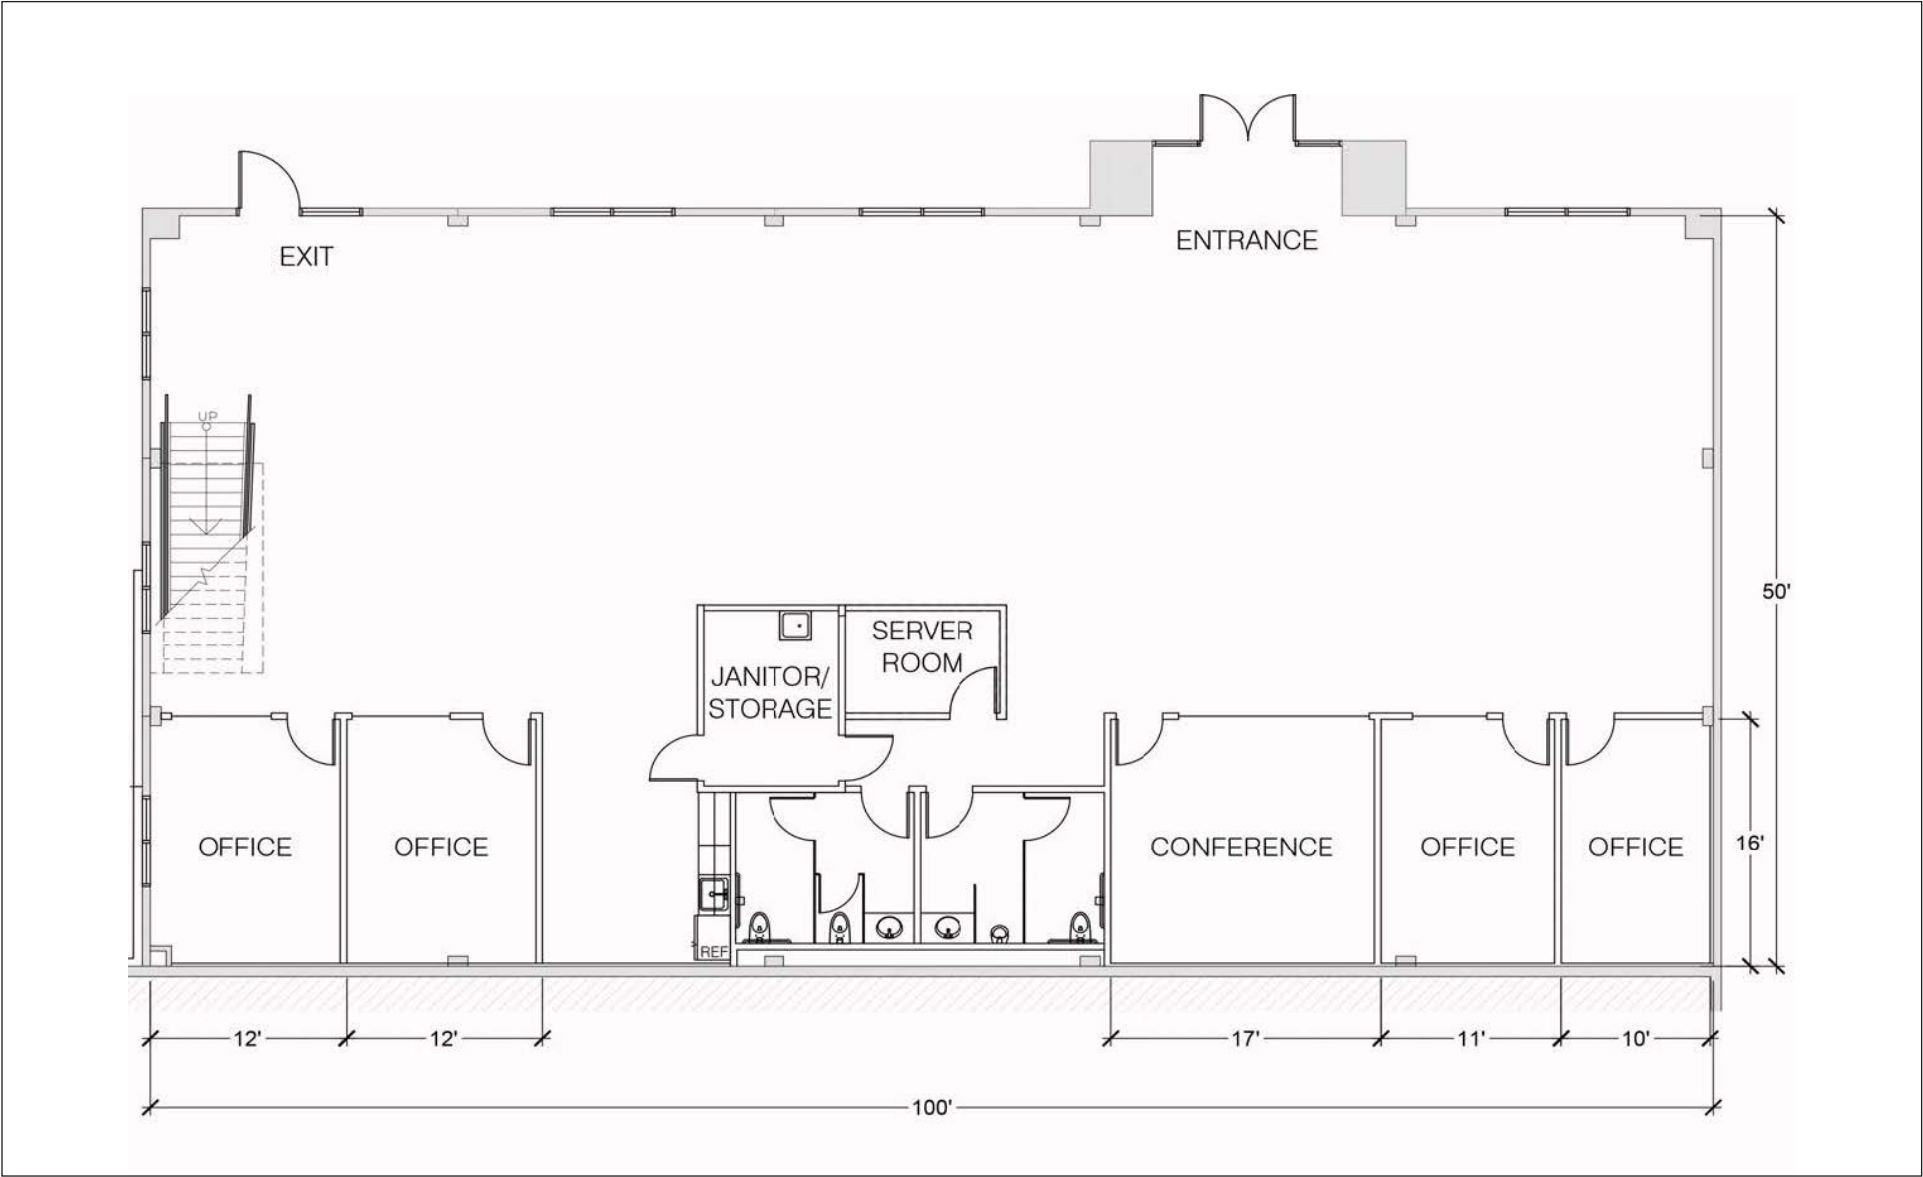 EXIT
ENTRANCE
UP
50'
SERVER
ROOM
JANITOR/
STORAGE
OFFICE
OFFICE
CONFERENCE
OFFICE
OFFICE
16'
REF
12'
12'
17'
11'
10'
100'